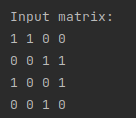 Input matrix:
1 1 0 0
0 0 1 1
1 0 0 1
0 0 1 0